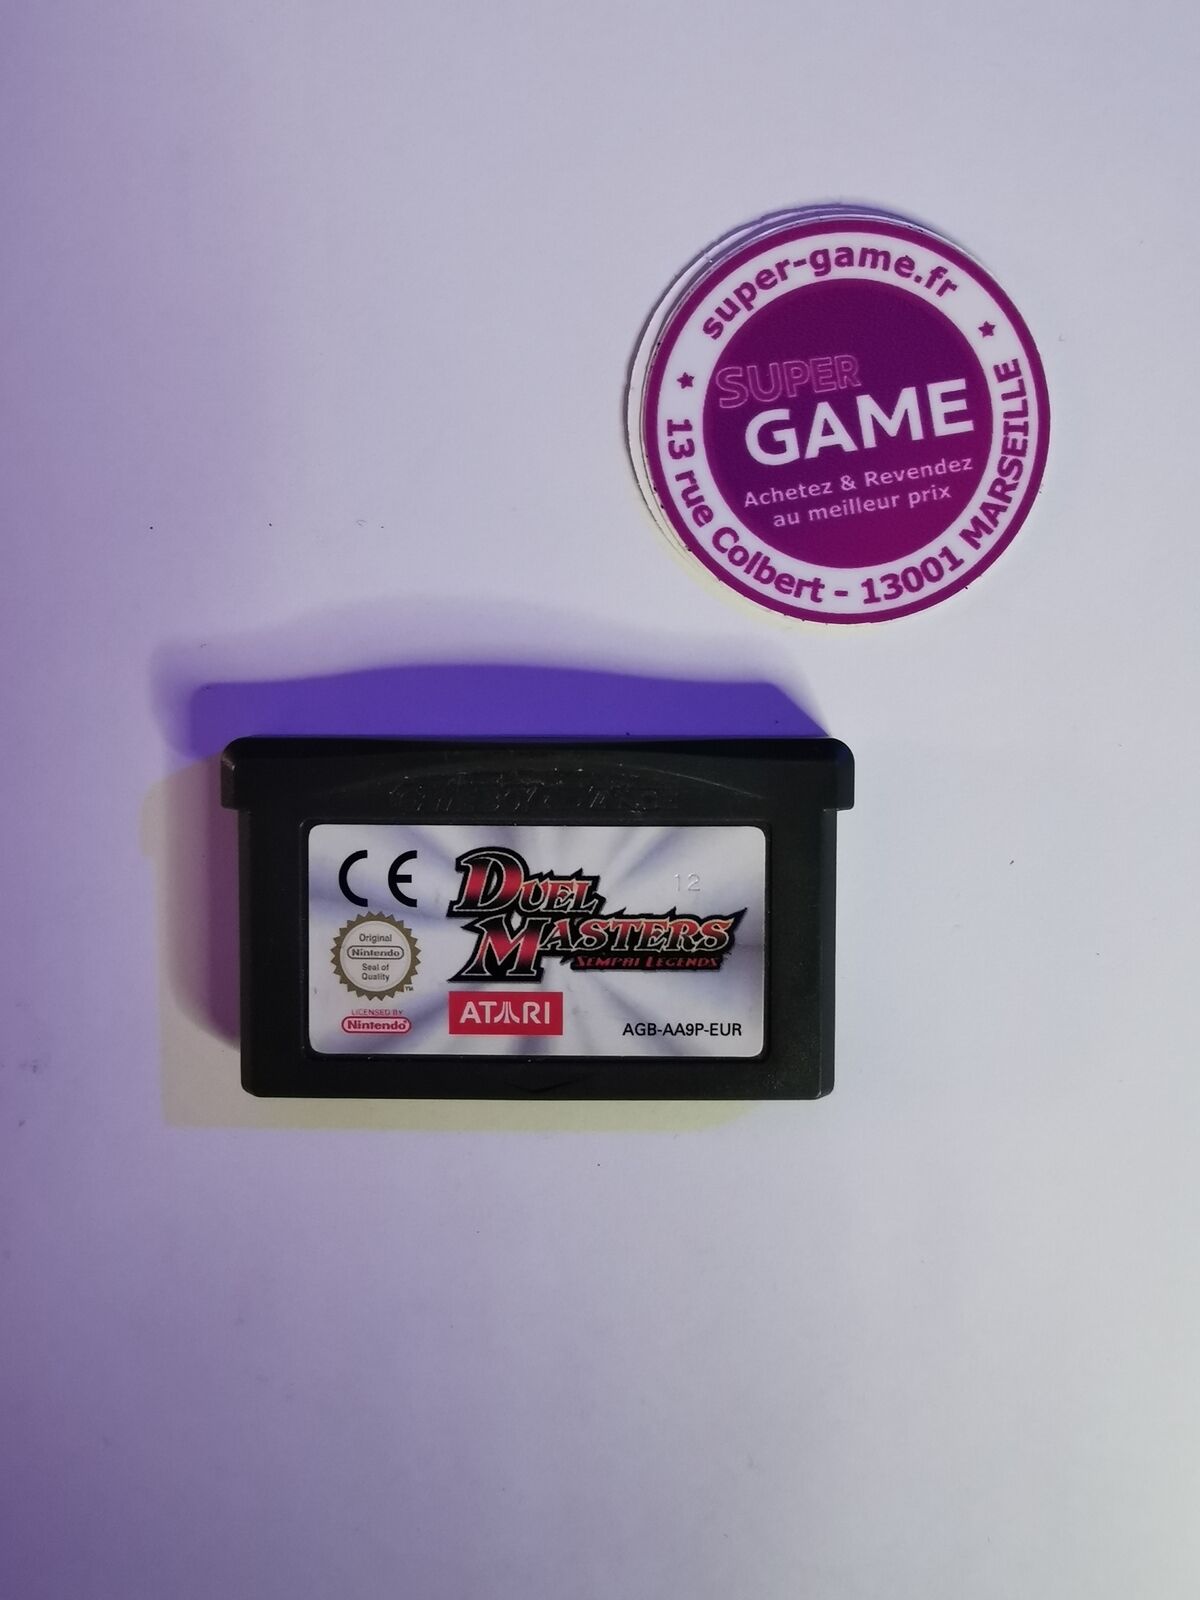 super-game.fr
SUPER
GAME
Achetez & Revendez
au meilleur prix
13 rue Colbert - 13001 MARSEILLE
CE
12
DUEL
MASTERS
SEMPAI LEGENDS
Original
Nintendo
Seal of
Quality
TM
LICENSED BY
Nintendo
ATARI
AGB-AA9P-EUR